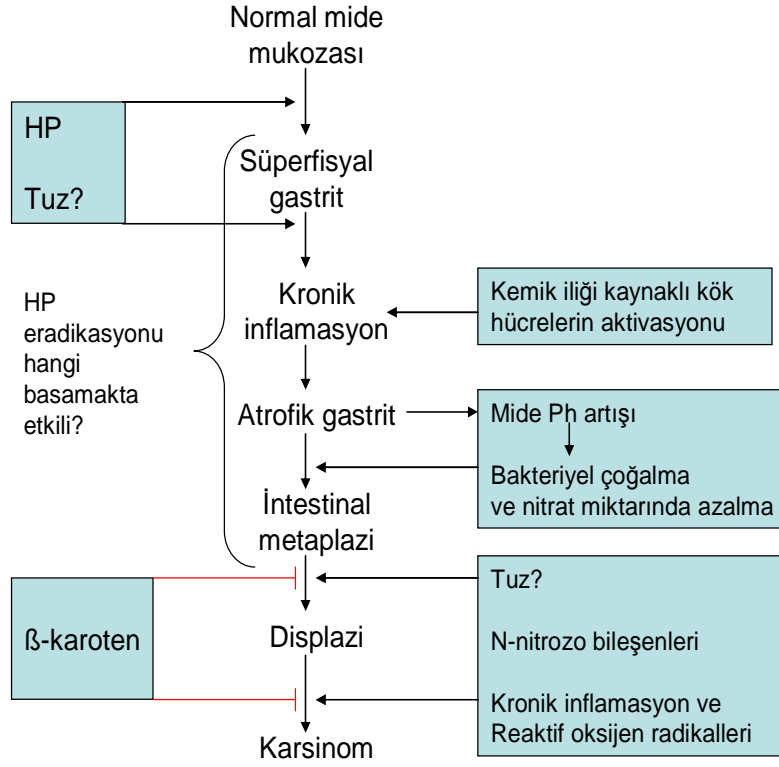 Normal mide
mukozası
HP
Tuz?
Süperfisyal
gastrit
HP
eradikasyonu
hangi
basamakta
etkili?
Kronik
inflamasyon
Kemik iliği kaynaklı kök
hücrelerin aktivasyonu
Atrofik gastrit
Mide Ph artışı
Bakteriyel çoğalma
ve nitrat miktarında azalma
İntestinal
metaplazi
ß-karoten
Displazi
Tuz?
N-nitrozo bileşenleri
Kronik inflamasyon ve
Reaktif oksijen radikalleri
Karsinom